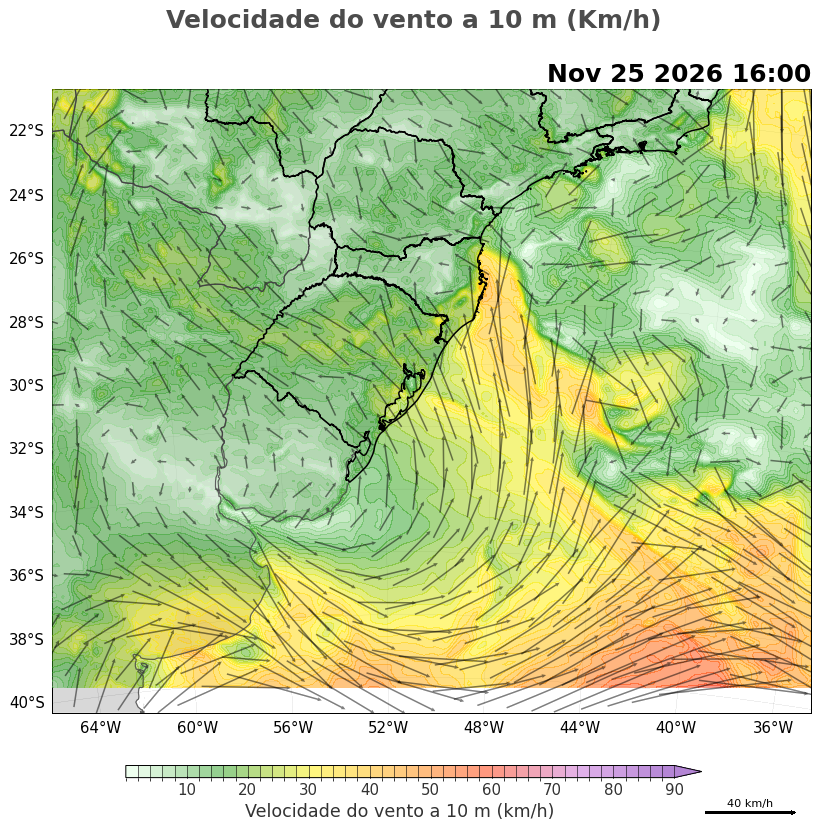 Velocidade do vento a 10 m (Km/h)
Nov 25 2026 16:00
22°S
24°S
26°S
28°S
30°S
32°S
34°S
36°S
38°S
40°S
64°W 60°W 56°W 52°W 48°W 44°W 40°W 36°W
10 20 30 40 50 60 70 80 90
Velocidade do vento a 10 m (km/h)
40 km/h